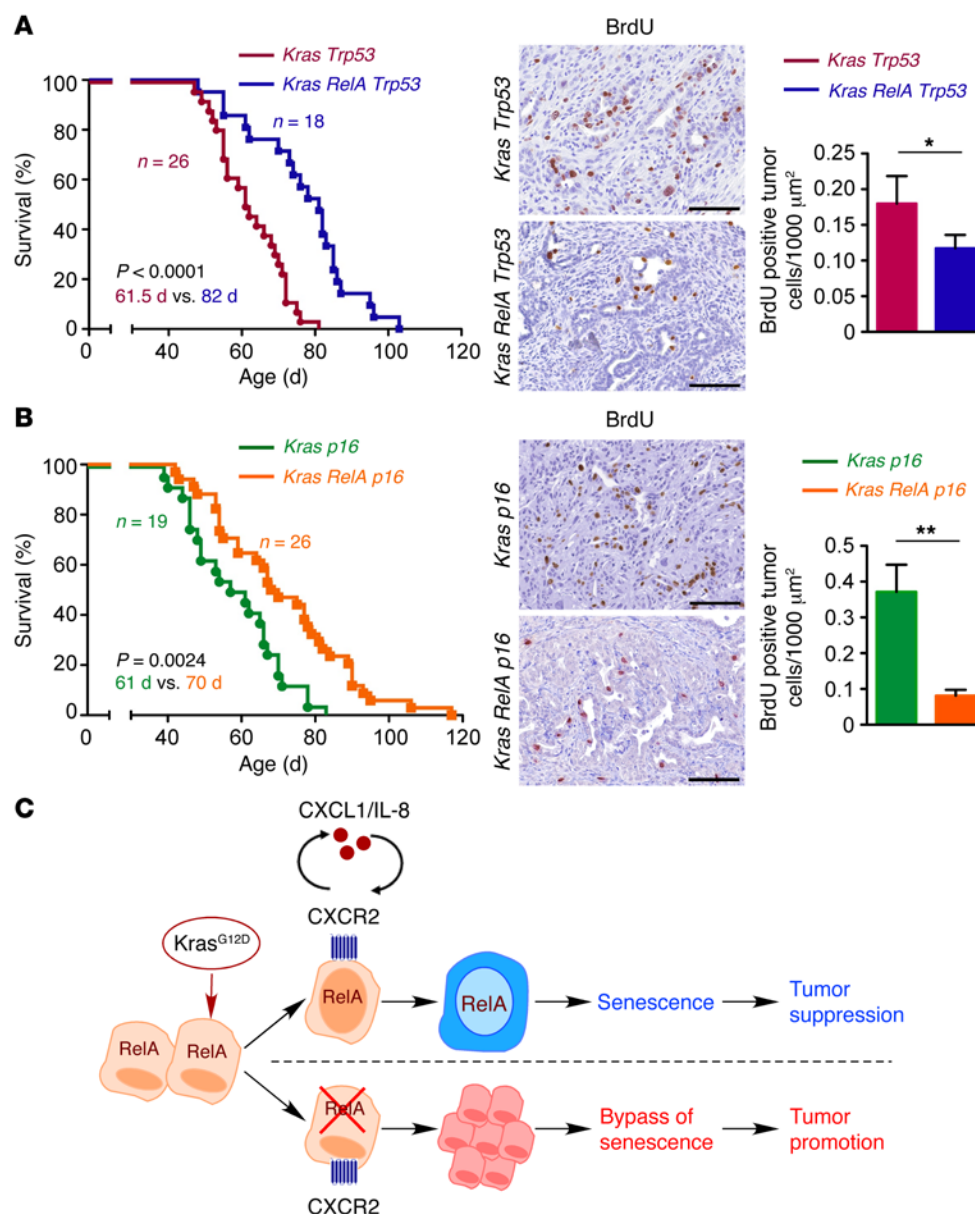 A
Kras Trp53
Kras RelA Trp53
n = 18
n = 26
P < 0.0001
61.5 d vs. 82 d
Survival (%)
100
80
60
40
20
0
0 40 60 80 100 120
Age (d)
BrdU
Kras Trp53
Kras RelA Trp53
Kras Trp53
Kras RelA Trp53
*
BrdU positive tumor
cells/1000 μm²
0.25
0.20
0.15
0.10
0.05
0
B
Kras p16
Kras RelA p16
n = 19
n = 26
P = 0.0024
61 d vs. 70 d
Survival (%)
100
80
60
40
20
0
0 40 60 80 100 120
Age (d)
BrdU
Kras p16
Kras RelA p16
Kras p16
Kras RelA p16
**
BrdU positive tumor
cells/1000 μm²
0.5
0.4
0.3
0.2
0.1
0
C
CXCL1/IL-8
CXCR2
Kras^G12D
RelA
RelA
RelA
RelA
Senescence
Tumor
suppression
RelA
CXCR2
Bypass of
senescence
Tumor
promotion